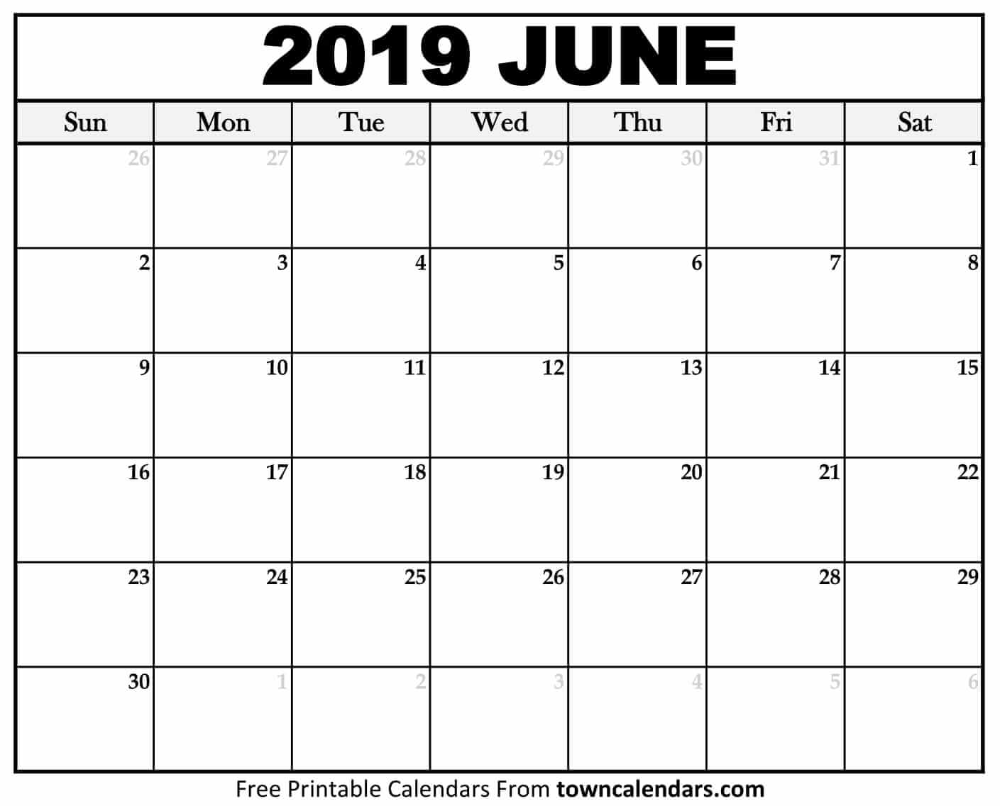 2019 JUNE
Sun Mon Tue Wed Thu Fri Sat
26 27 28 29 30 31 1
2 3 4 5 6 7 8
9 10 11 12 13 14 15
16 17 18 19 20 21 22
23 24 25 26 27 28 29
30 1 2 3 4 5 6
Free Printable Calendars From towncalendars.com